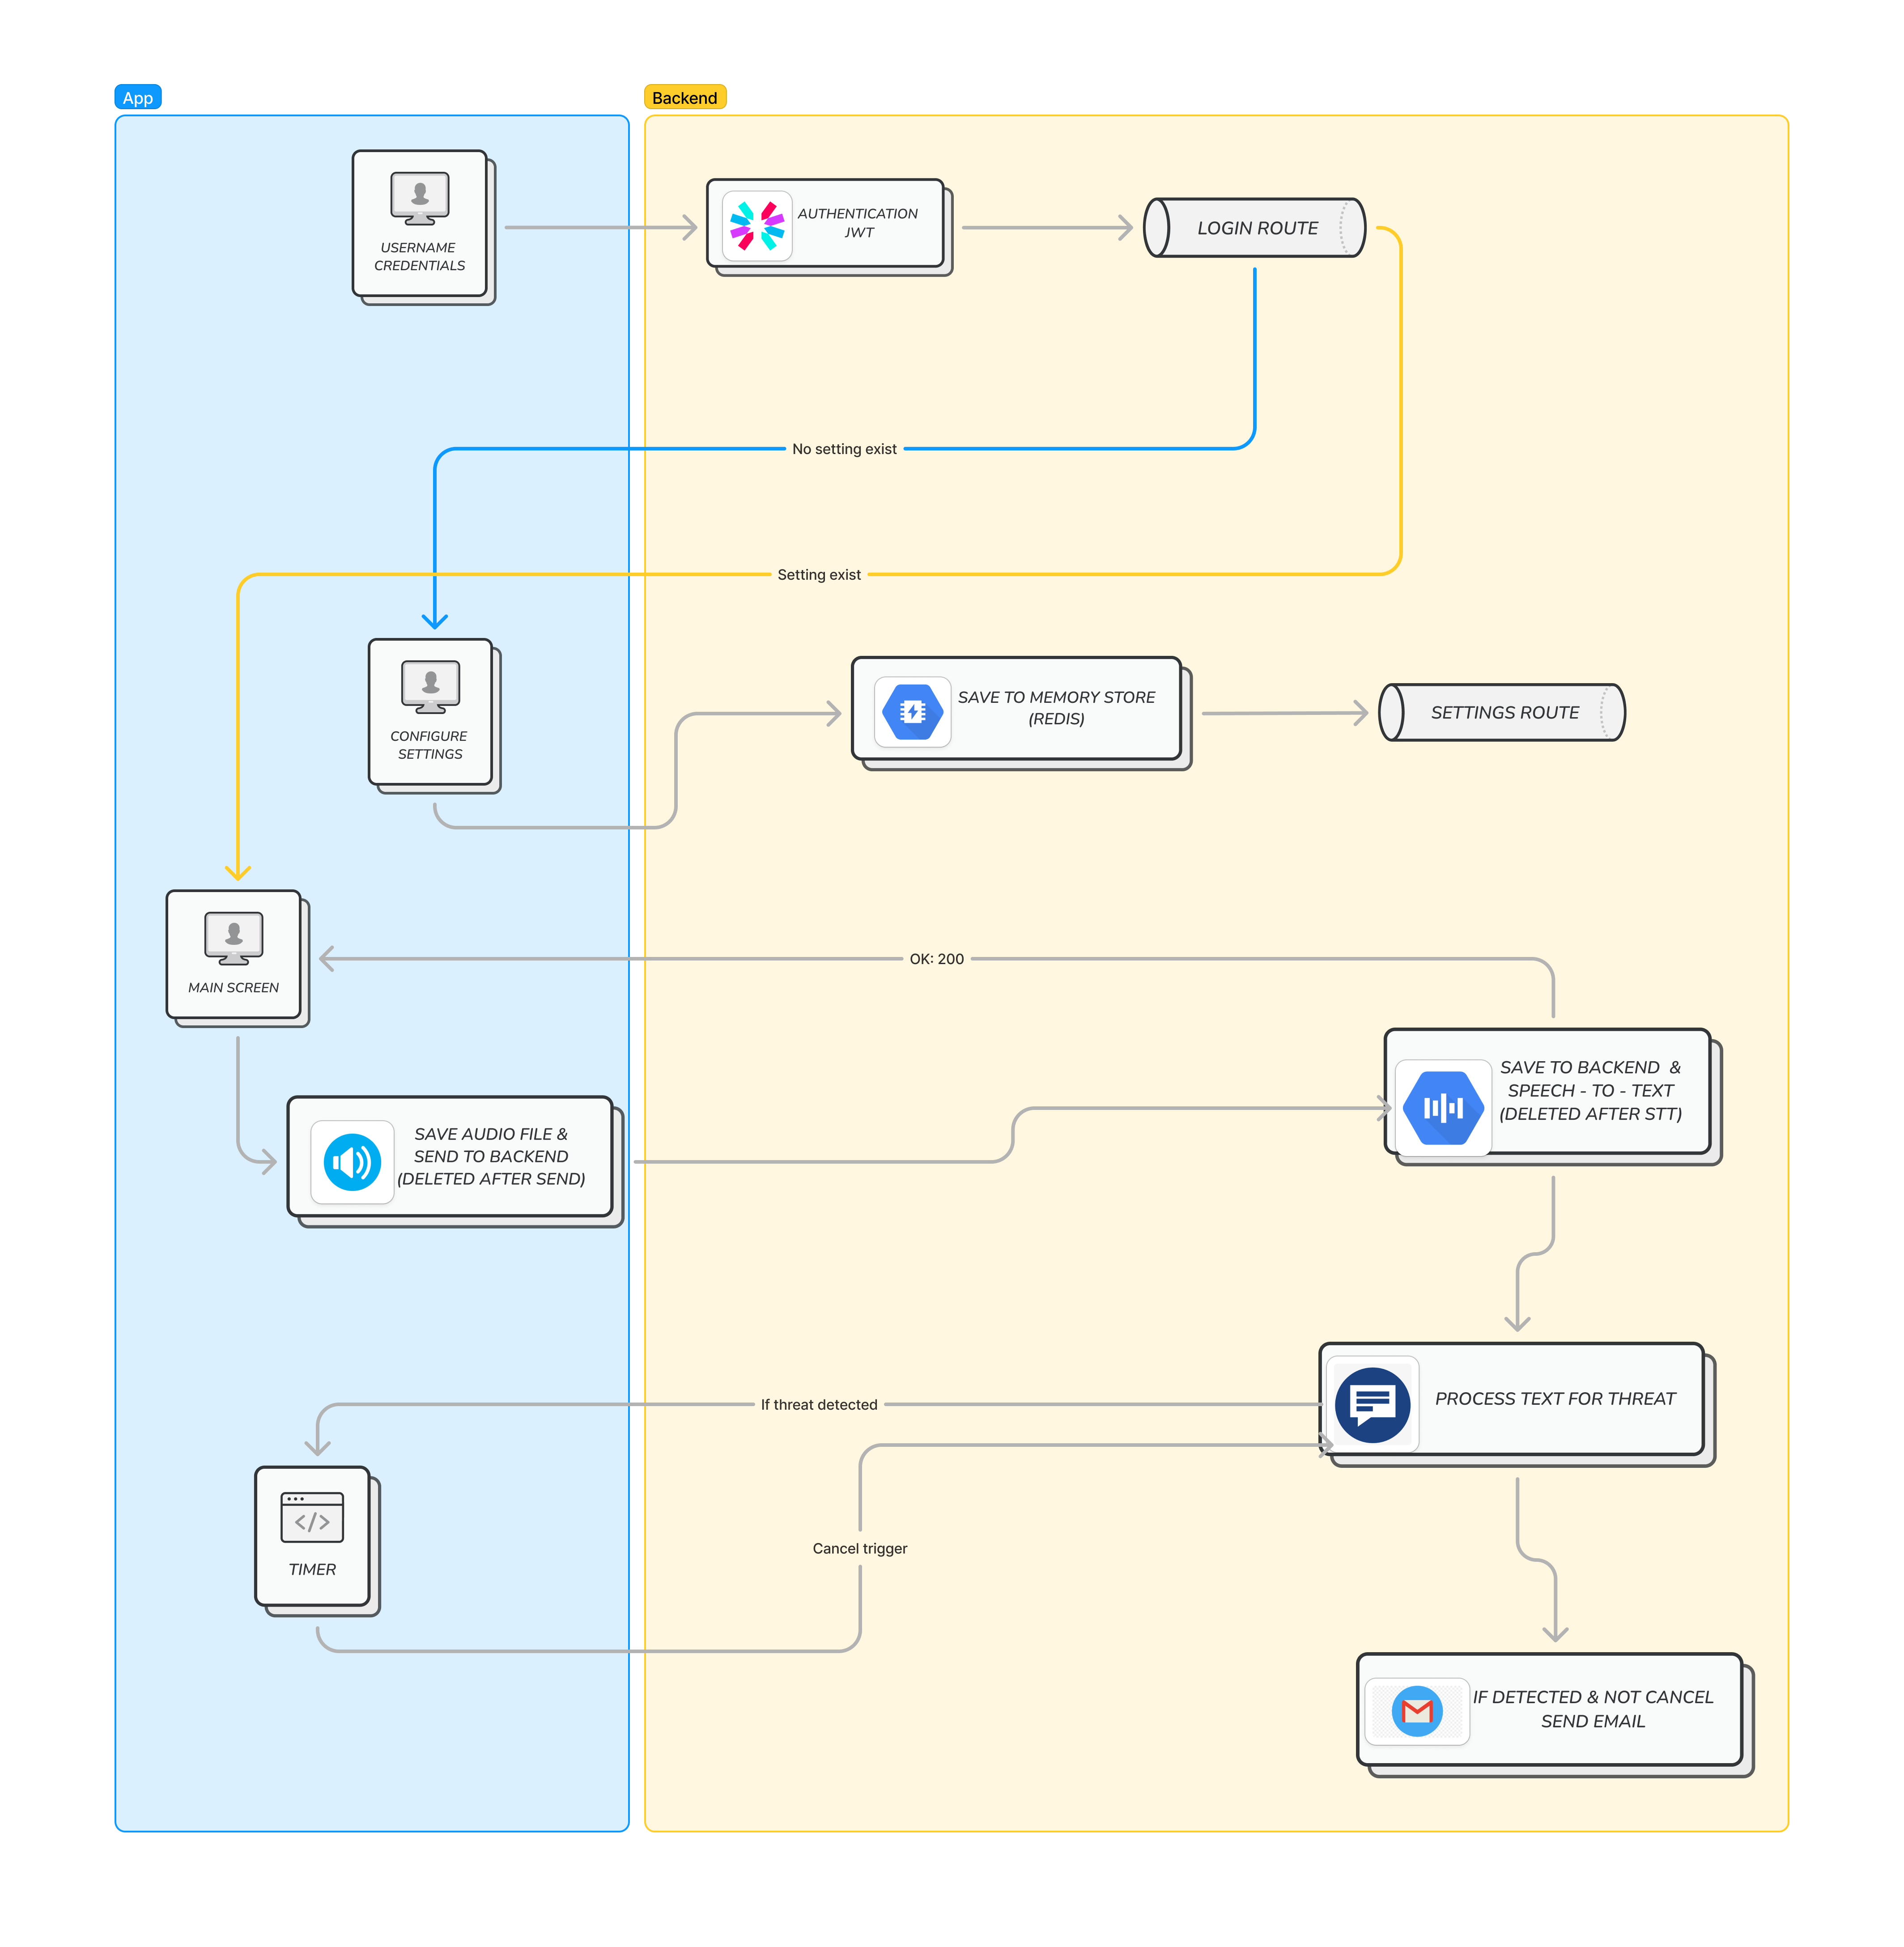 App
Backend
USERNAME
CREDENTIALS
AUTHENTICATION
JWT
LOGIN ROUTE
No setting exist
Setting exist
CONFIGURE
SETTINGS
SAVE TO MEMORY STORE
(REDIS)
SETTINGS ROUTE
MAIN SCREEN
OK: 200
SAVE AUDIO FILE &
SEND TO BACKEND
(DELETED AFTER SEND)
SAVE TO BACKEND &
SPEECH - TO - TEXT
(DELETED AFTER STT)
If threat detected
PROCESS TEXT FOR THREAT
TIMER
Cancel trigger
IF DETECTED & NOT CANCEL
SEND EMAIL